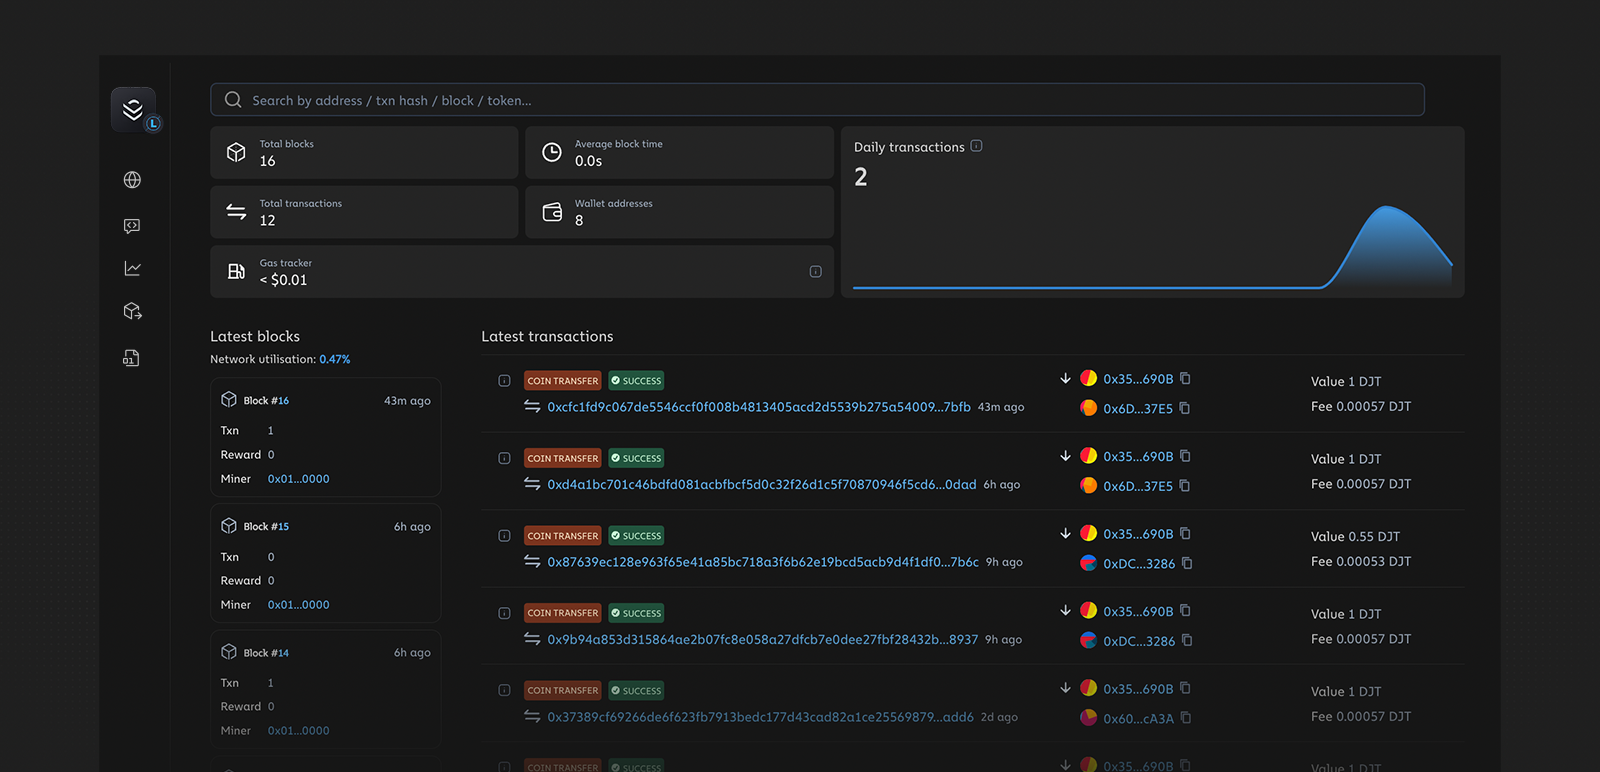 L
Search by address / txn hash / block / token...
Total blocks
16
Average block time
0.0s
Total transactions
12
Wallet addresses
8
Gas tracker
< $0.01
Daily transactions
2
Latest blocks
Network utilisation: 0.47%
Block #16 43m ago
Txn 1
Reward 0
Miner 0x01...0000
Block #15 6h ago
Txn 0
Reward 0
Miner 0x01...0000
Block #14 6h ago
Txn 1
Reward 0
Miner 0x01...0000
Latest transactions
COIN TRANSFER SUCCESS
0xcfc1fd9c067de5546ccf0f008b4813405acd2d5539b275a54009...7bfb 43m ago
0x35...690B
0x6D...37E5
Value 1 DJT
Fee 0.00057 DJT
COIN TRANSFER SUCCESS
0xd4a1bc701c46bdfd081acbfbcf5d0c32f26d1c5f70870946f5cd6...0dad 6h ago
0x35...690B
0x6D...37E5
Value 1 DJT
Fee 0.00057 DJT
COIN TRANSFER SUCCESS
0x87639ec128e963f65e41a85bc718a3f6b62e19bcd5acb9d4f1df0...7b6c 9h ago
0x35...690B
0xDC...3286
Value 0.55 DJT
Fee 0.00053 DJT
COIN TRANSFER SUCCESS
0x9b94a853d315864ae2b07fc8e058a27dfcb7e0dee27fbf28432b...8937 9h ago
0x35...690B
0xDC...3286
Value 1 DJT
Fee 0.00057 DJT
COIN TRANSFER SUCCESS
0x37389cf69266de6f623fb7913bedc177d43cad82a1ce25569879...add6 2d ago
0x35...690B
0x60...cA3A
Value 1 DJT
Fee 0.00057 DJT
COIN TRANSFER SUCCESS
0x35...690B
Value 1 DJT